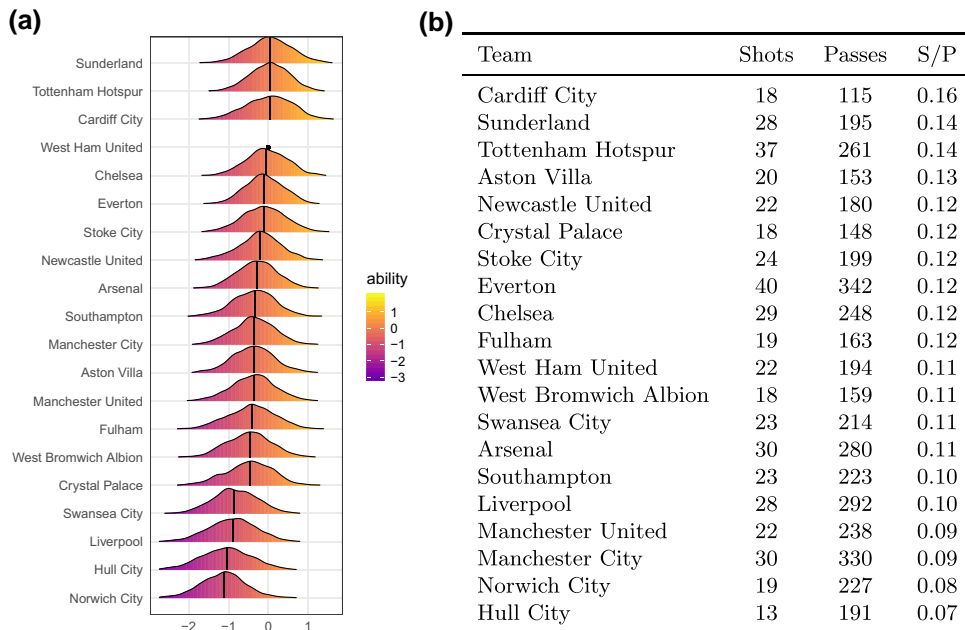 (a)
Sunderland
Tottenham Hotspur
Cardiff City
West Ham United
Chelsea
Everton
Stoke City
Newcastle United
Arsenal
Southampton
Manchester City
Aston Villa
Manchester United
Fulham
West Bromwich Albion
Crystal Palace
Swansea City
Liverpool
Hull City
Norwich City
−2 −1 0 1
ability
1
0
−1
−2
−3
(b)
Team Shots Passes S/P
Cardiff City 18 115 0.16
Sunderland 28 195 0.14
Tottenham Hotspur 37 261 0.14
Aston Villa 20 153 0.13
Newcastle United 22 180 0.12
Crystal Palace 18 148 0.12
Stoke City 24 199 0.12
Everton 40 342 0.12
Chelsea 29 248 0.12
Fulham 19 163 0.12
West Ham United 22 194 0.11
West Bromwich Albion 18 159 0.11
Swansea City 23 214 0.11
Arsenal 30 280 0.11
Southampton 23 223 0.10
Liverpool 28 292 0.10
Manchester United 22 238 0.09
Manchester City 30 330 0.09
Norwich City 19 227 0.08
Hull City 13 191 0.07